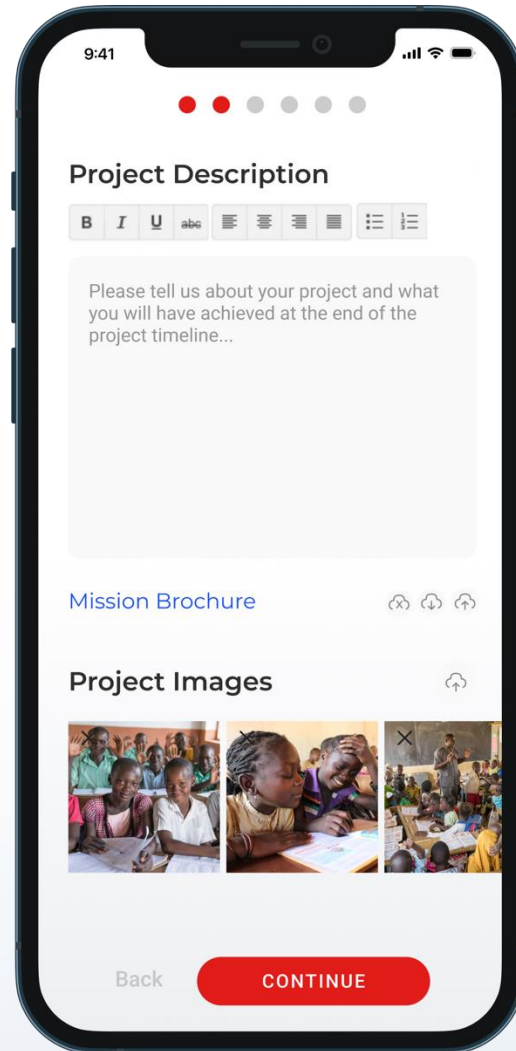 9:41
Project Description
B I U abc
Please tell us about your project and what
you will have achieved at the end of the
project timeline...
Mission Brochure
Project Images
Back CONTINUE